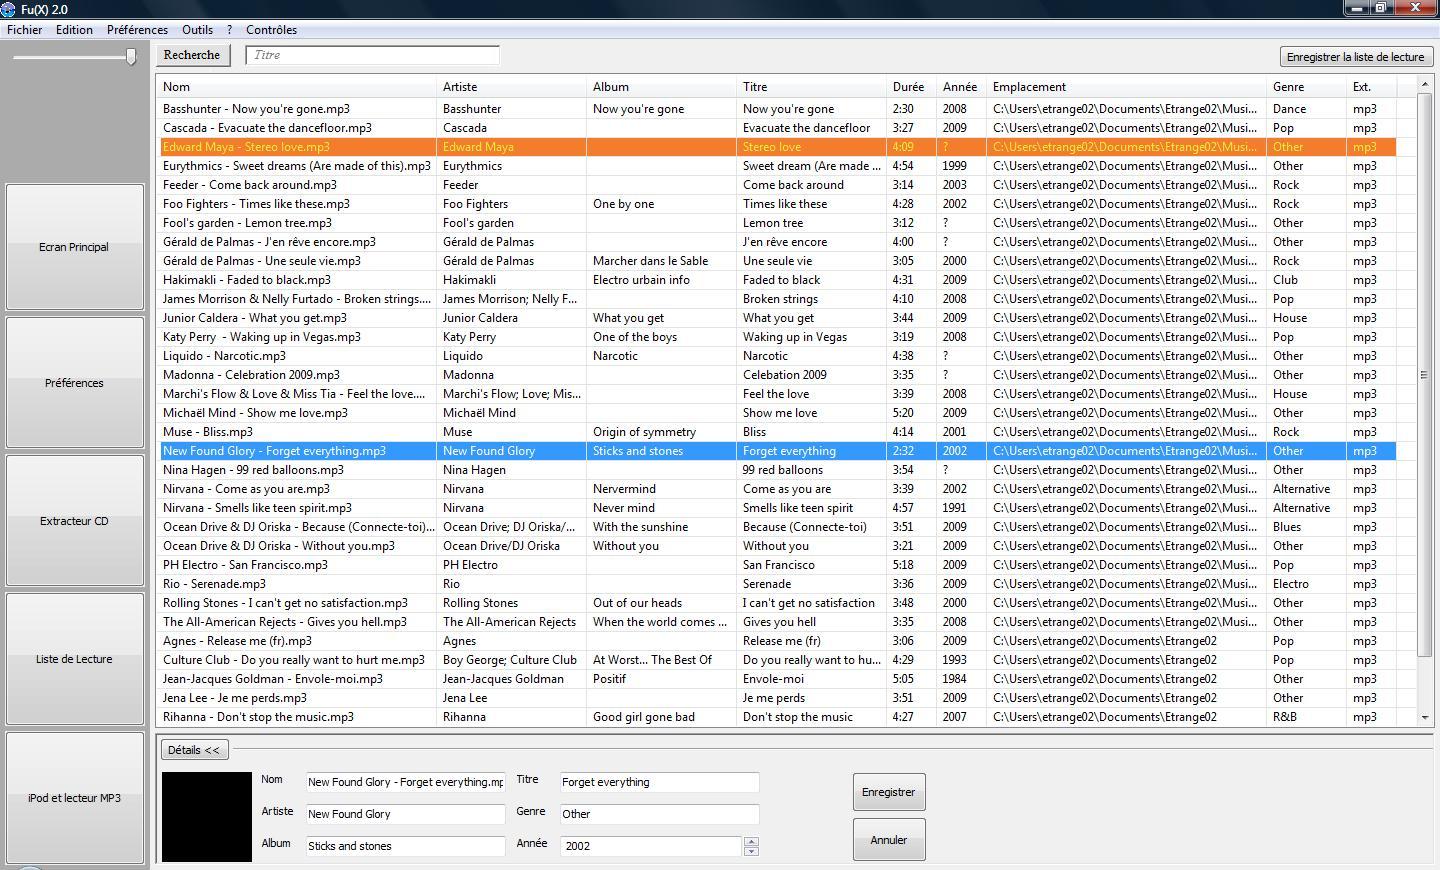 Fu(X) 2.0
Fichier Edition Préférences Outils ? Contrôles
Recherche Titre Enregistrer la liste de lecture
Nom Artiste Album Titre Durée Année Emplacement Genre Ext.
Basshunter - Now you're gone.mp3 Basshunter Now you're gone Now you're gone 2:30 2008 C:\Users\etrange02\Documents\Etrange02\Musi... Dance mp3
Cascada - Evacuate the dancefloor.mp3 Cascada Evacuate the dancefloor 3:27 2009 C:\Users\etrange02\Documents\Etrange02\Musi... Pop mp3
Edward Maya - Stereo love.mp3 Edward Maya Stereo love 4:09 ? C:\Users\etrange02\Documents\Etrange02\Musi... Other mp3
Eurythmics - Sweet dreams (Are made of this).mp3 Eurythmics Sweet dream (Are made ... 4:54 1999 C:\Users\etrange02\Documents\Etrange02\Musi... Other mp3
Feeder - Come back around.mp3 Feeder Come back around 3:14 2003 C:\Users\etrange02\Documents\Etrange02\Musi... Rock mp3
Foo Fighters - Times like these.mp3 Foo Fighters One by one Times like these 4:28 2002 C:\Users\etrange02\Documents\Etrange02\Musi... Rock mp3
Fool's garden - Lemon tree.mp3 Fool's garden Lemon tree 3:12 ? C:\Users\etrange02\Documents\Etrange02\Musi... Other mp3
Gérald de Palmas - J'en rêve encore.mp3 Gérald de Palmas J'en rêve encore 4:00 ? C:\Users\etrange02\Documents\Etrange02\Musi... Other mp3
Gérald de Palmas - Une seule vie.mp3 Gérald de Palmas Marcher dans le Sable Une seule vie 3:05 2000 C:\Users\etrange02\Documents\Etrange02\Musi... Rock mp3
Hakimakli - Faded to black.mp3 Hakimakli Electro urbain info Faded to black 4:31 2009 C:\Users\etrange02\Documents\Etrange02\Musi... Club mp3
James Morrison & Nelly Furtado - Broken strings.... James Morrison; Nelly F... Broken strings 4:10 2008 C:\Users\etrange02\Documents\Etrange02\Musi... Pop mp3
Junior Caldera - What you get.mp3 Junior Caldera What you get What you get 3:44 2009 C:\Users\etrange02\Documents\Etrange02\Musi... House mp3
Katy Perry - Waking up in Vegas.mp3 Katy Perry One of the boys Waking up in Vegas 3:19 2008 C:\Users\etrange02\Documents\Etrange02\Musi... Pop mp3
Liquido - Narcotic.mp3 Liquido Narcotic Narcotic 4:38 ? C:\Users\etrange02\Documents\Etrange02\Musi... Other mp3
Madonna - Celebration 2009.mp3 Madonna Celebation 2009 3:35 ? C:\Users\etrange02\Documents\Etrange02\Musi... Other mp3
Marchi's Flow & Love & Miss Tia - Feel the love.... Marchi's Flow; Love; Mis... Feel the love 3:39 2008 C:\Users\etrange02\Documents\Etrange02\Musi... House mp3
Michaël Mind - Show me love.mp3 Michaël Mind Show me love 5:20 2009 C:\Users\etrange02\Documents\Etrange02\Musi... Other mp3
Muse - Bliss.mp3 Muse Origin of symmetry Bliss 4:14 2001 C:\Users\etrange02\Documents\Etrange02\Musi... Rock mp3
New Found Glory - Forget everything.mp3 New Found Glory Sticks and stones Forget everything 2:32 2002 C:\Users\etrange02\Documents\Etrange02\Musi... Other mp3
Nina Hagen - 99 red balloons.mp3 Nina Hagen 99 red balloons 3:54 ? C:\Users\etrange02\Documents\Etrange02\Musi... Other mp3
Nirvana - Come as you are.mp3 Nirvana Nevermind Come as you are 3:39 2002 C:\Users\etrange02\Documents\Etrange02\Musi... Alternative mp3
Nirvana - Smells like teen spirit.mp3 Nirvana Never mind Smells like teen spirit 4:57 1991 C:\Users\etrange02\Documents\Etrange02\Musi... Alternative mp3
Ocean Drive & DJ Oriska - Because (Connecte-toi)... Ocean Drive; DJ Oriska/... With the sunshine Because (Connecte-toi) 3:51 2009 C:\Users\etrange02\Documents\Etrange02\Musi... Blues mp3
Ocean Drive & DJ Oriska - Without you.mp3 Ocean Drive/DJ Oriska Without you Without you 3:21 2009 C:\Users\etrange02\Documents\Etrange02\Musi... Other mp3
PH Electro - San Francisco.mp3 PH Electro San Francisco 5:18 2009 C:\Users\etrange02\Documents\Etrange02\Musi... Pop mp3
Rio - Serenade.mp3 Rio Serenade 3:36 2009 C:\Users\etrange02\Documents\Etrange02\Musi... Electro mp3
Rolling Stones - I can't get no satisfaction.mp3 Rolling Stones Out of our heads I can't get no satisfaction 3:48 2000 C:\Users\etrange02\Documents\Etrange02\Musi... Other mp3
The All-American Rejects - Gives you hell.mp3 The All-American Rejects When the world comes ... Gives you hell 3:35 2008 C:\Users\etrange02\Documents\Etrange02\Musi... Other mp3
Agnes - Release me (fr).mp3 Agnes Release me (fr) 3:06 2009 C:\Users\etrange02\Documents\Etrange02 Pop mp3
Culture Club - Do you really want to hurt me.mp3 Boy George; Culture Club At Worst... The Best Of Do you really want to hu... 4:29 1993 C:\Users\etrange02\Documents\Etrange02 Pop mp3
Jean-Jacques Goldman - Envole-moi.mp3 Jean-Jacques Goldman Positif Envole-moi 5:05 1984 C:\Users\etrange02\Documents\Etrange02 Other mp3
Jena Lee - Je me perds.mp3 Jena Lee Je me perds 3:51 2009 C:\Users\etrange02\Documents\Etrange02 Other mp3
Rihanna - Don't stop the music.mp3 Rihanna Good girl gone bad Don't stop the music 4:27 2007 C:\Users\etrange02\Documents\Etrange02 R&B mp3
Ecran Principal
Préférences
Extracteur CD
Liste de Lecture
iPod et lecteur MP3
Détails <<
Nom New Found Glory - Forget everything.mp Titre Forget everything
Artiste New Found Glory Genre Other
Album Sticks and stones Année 2002
Enregistrer
Annuler